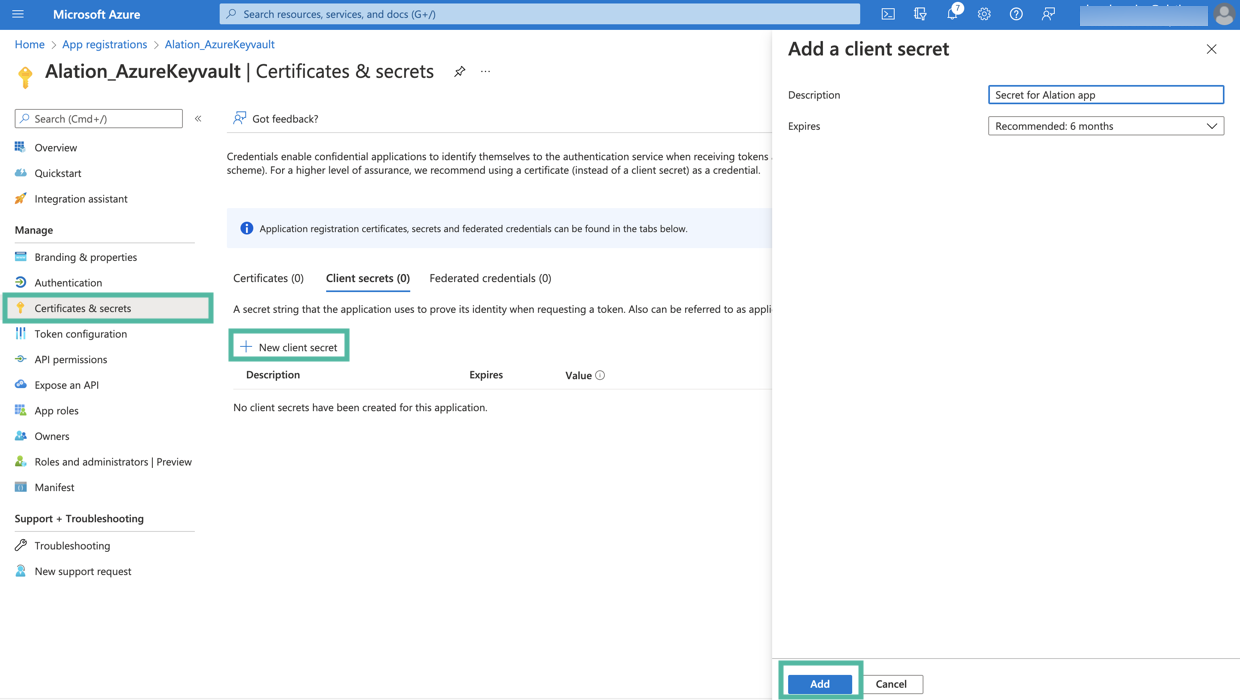 Microsoft Azure
Search resources, services, and docs (G+/)
7
Home > App registrations > Alation_AzureKeyvault
Alation_AzureKeyvault | Certificates & secrets
...
Search (Cmd+/)
«
Overview
Quickstart
Integration assistant
Manage
Branding & properties
Authentication
Certificates & secrets
Token configuration
API permissions
Expose an API
App roles
Owners
Roles and administrators | Preview
Manifest
Support + Troubleshooting
Troubleshooting
New support request
Got feedback?
Credentials enable confidential applications to identify themselves to the authentication service when receiving tokens
scheme). For a higher level of assurance, we recommend using a certificate (instead of a client secret) as a credential.
Application registration certificates, secrets and federated credentials can be found in the tabs below.
Certificates (0) Client secrets (0) Federated credentials (0)
A secret string that the application uses to prove its identity when requesting a token. Also can be referred to as appli
New client secret
Description Expires Value
No client secrets have been created for this application.
Add a client secret
Description Secret for Alation app
Expires Recommended: 6 months
Add Cancel